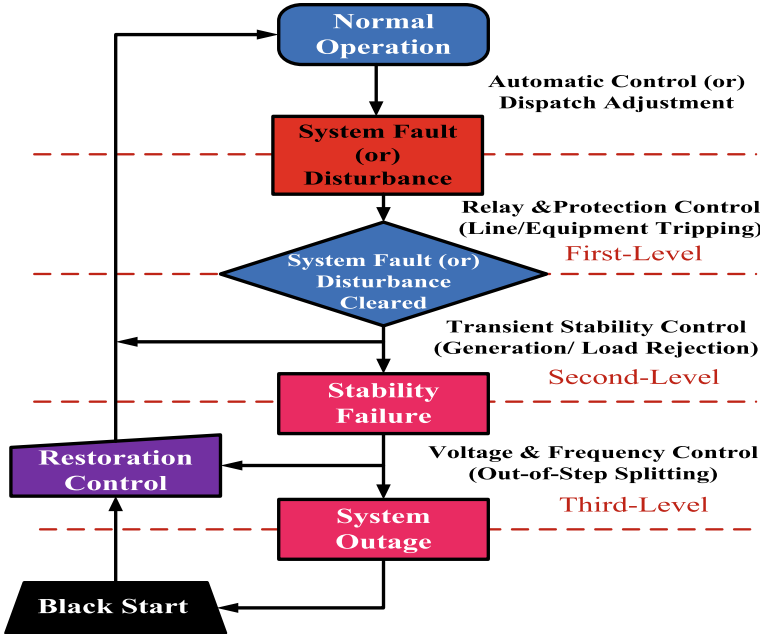 Normal
Operation
Automatic Control (or)
Dispatch Adjustment
System Fault
(or)
Disturbance
Relay &Protection Control
(Line/Equipment Tripping)
First-Level
System Fault (or)
Disturbance
Cleared
Transient Stability Control
(Generation/ Load Rejection)
Second-Level
Stability
Failure
Voltage & Frequency Control
(Out-of-Step Splitting)
Restoration
Control
Third-Level
System
Outage
Black Start